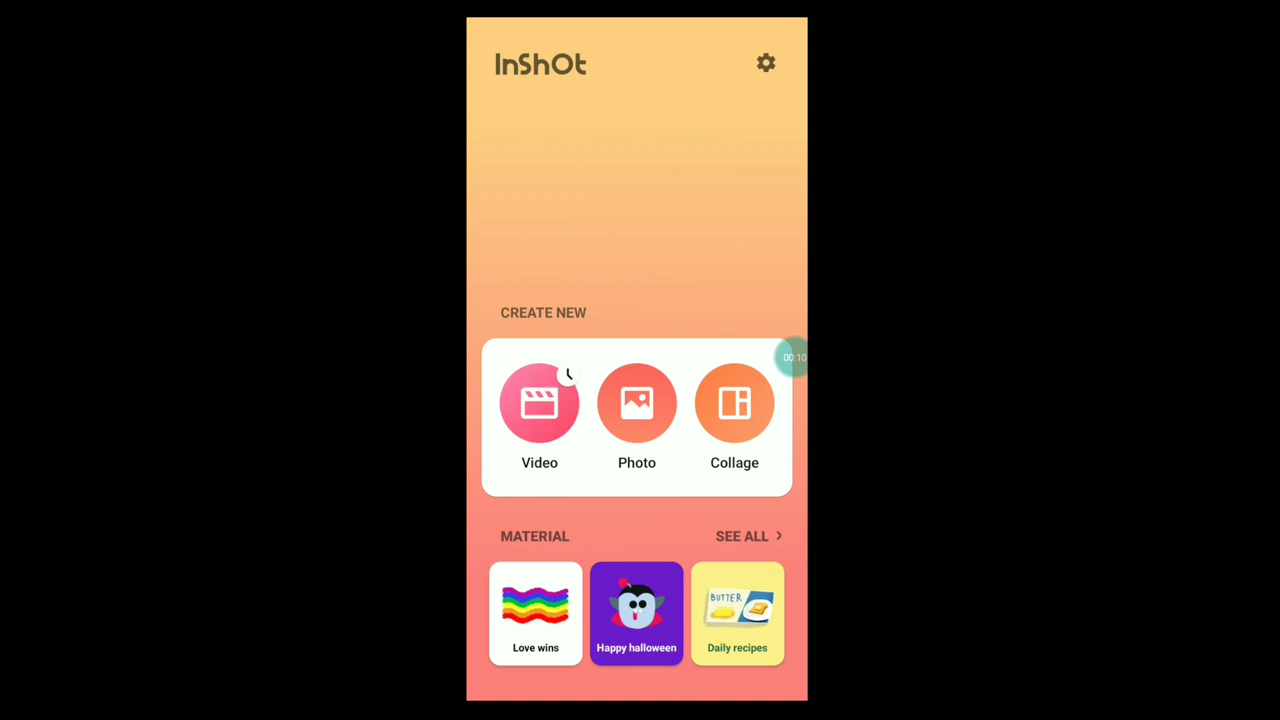 InShOt
CREATE NEW
00:10
Video
Photo
Collage
MATERIAL
SEE ALL >
Love wins
Happy halloween
BUTTER
Daily recipes